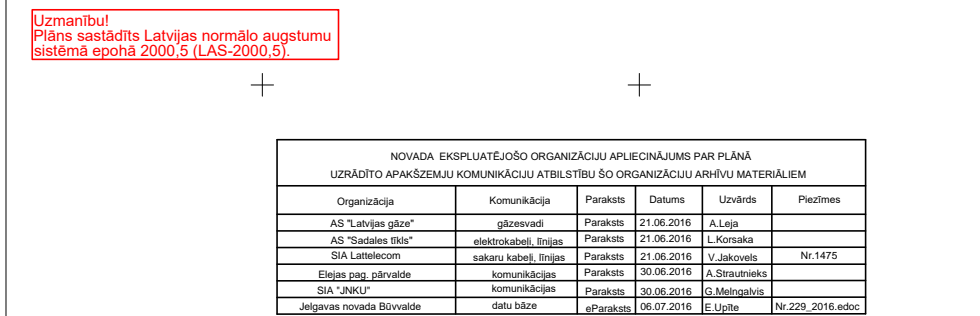 Uzmanību!
Plāns sastādīts Latvijas normālo augstumu
sistēmā epohā 2000,5 (LAS-2000,5).
NOVADA EKSPLUATĒJOŠO ORGANIZĀCIJU APLIECINĀJUMS PAR PLĀNĀ
UZRĀDĪTO APAKŠZEMJU KOMUNIKĀCIJU ATBILSTĪBU ŠO ORGANIZĀCIJU ARHĪVU MATERIĀLIEM
Organizācija Komunikācija Paraksts Datums Uzvārds Piezīmes
AS "Latvijas gāze" gāzesvadi Paraksts 21.06.2016 A.Leja
AS "Sadales tīkls" elektrokabeļi, līnijas Paraksts 21.06.2016 L.Korsaka
SIA Lattelecom sakaru kabeļi, līnijas Paraksts 21.06.2016 V.Jakovels Nr.1475
Elejas pag. pārvalde komunikācijas Paraksts 30.06.2016 A.Strautnieks
SIA "JNKU" komunikācijas Paraksts 30.06.2016 G.Melngalvis
Jelgavas novada Būvvalde datu bāze eParaksts 06.07.2016 E.Upīte Nr.229_2016.edoc